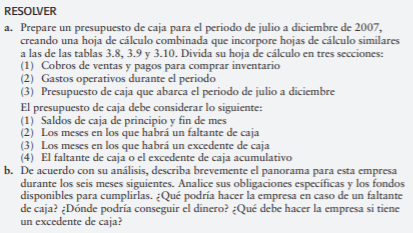 RESOLVER
a. Prepare un presupuesto de caja para el periodo de julio a diciembre de 2007,
creando una hoja de cálculo combinada que incorpore hojas de cálculo similares
a las de las tablas 3.8, 3.9 y 3.10. Divida su hoja de cálculo en tres secciones:
(1) Cobros de ventas y pagos para comprar inventario
(2) Gastos operativos durante el periodo
(3) Presupuesto de caja que abarca el periodo de julio a diciembre
El presupuesto de caja debe considerar lo siguiente:
(1) Saldos de caja de principio y fin de mes
(2) Los meses en los que habrá un faltante de caja
(3) Los meses en los que habrá un excedente de caja
(4) El faltante de caja o el excedente de caja acumulativo
b. De acuerdo con su análisis, describa brevemente el panorama para esta empresa
durante los seis meses siguientes. Analice sus obligaciones específicas y los fondos
disponibles para cumplirlas. ¿Qué podría hacer la empresa en caso de un faltante
de caja? ¿Dónde podría conseguir el dinero? ¿Qué debe hacer la empresa si tiene
un excedente de caja?